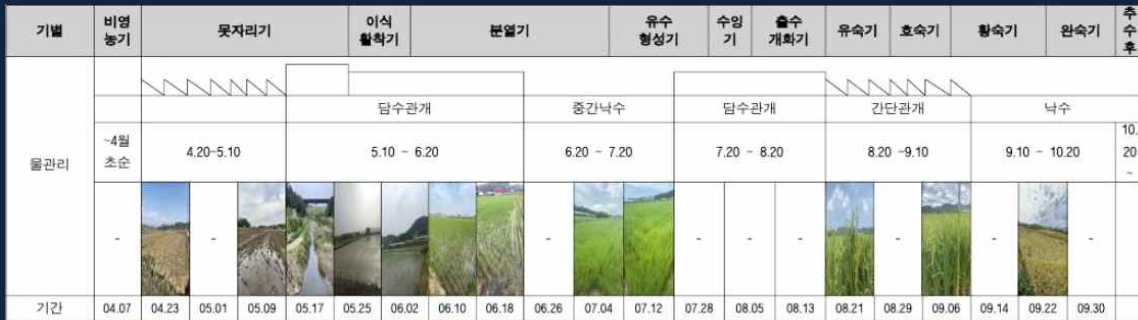 기별 비영 농기 못자리기 이식 활착기 분얼기 유수 형성기 수잉 기 출수 개화기 유숙기 호숙기 황숙기 완숙기 추 수 후
담수관개 중간낙수 담수관개 간단관개 낙수
물관리 ~4월 초순 4.20~5.10 5.10 ~ 6.20 6.20 ~ 7.20 7.20 ~ 8.20 8.20 ~9.10 9.10 ~ 10.20 10. 20 ~
- - - - - - - - - -
기간 04.07 04.23 05.01 05.09 05.17 05.25 06.02 06.10 06.18 06.26 07.04 07.12 07.28 08.05 08.13 08.21 08.29 09.06 09.14 09.22 09.30